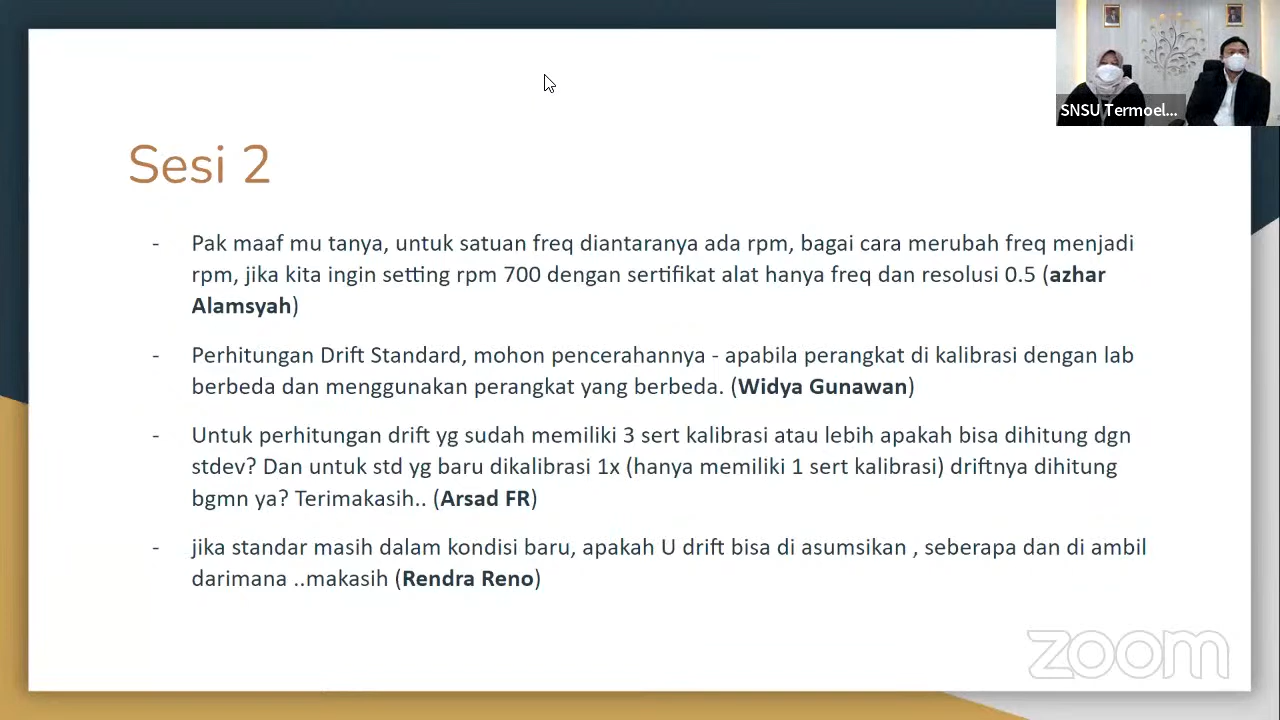 SNSU Termoel...
Sesi 2
- Pak maaf mu tanya, untuk satuan freq diantaranya ada rpm, bagai cara merubah freq menjadi
rpm, jika kita ingin setting rpm 700 dengan sertifikat alat hanya freq dan resolusi 0.5 (azhar
Alamsyah)
- Perhitungan Drift Standard, mohon pencerahannya - apabila perangkat di kalibrasi dengan lab
berbeda dan menggunakan perangkat yang berbeda. (Widya Gunawan)
- Untuk perhitungan drift yg sudah memiliki 3 sert kalibrasi atau lebih apakah bisa dihitung dgn
stdev? Dan untuk std yg baru dikalibrasi 1x (hanya memiliki 1 sert kalibrasi) driftnya dihitung
bgmn ya? Terimakasih.. (Arsad FR)
- jika standar masih dalam kondisi baru, apakah U drift bisa di asumsikan , seberapa dan di ambil
darimana ..makasih (Rendra Reno)
zoom